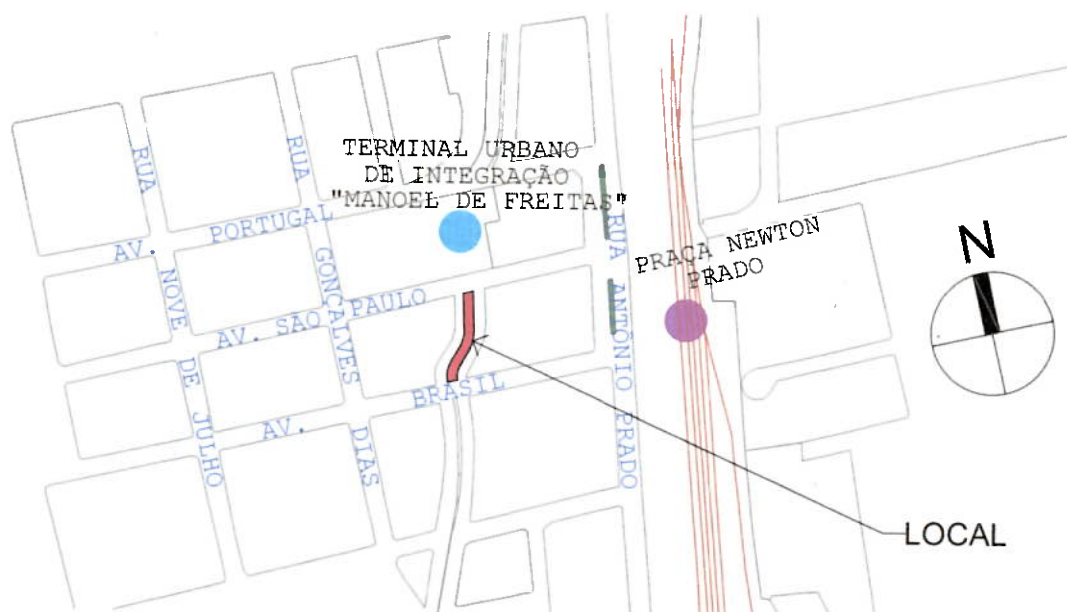 TERMINAL URBANO
DE INTEGRAÇÃO
"MANOEL DE FREITAS"
RUA
RUA
AV. PORTUGAL
NOVE DE JULHO
GONÇALVES DIAS
AV. SÃO PAULO
AV. BRASIL
RUA ANTÔNIO PRADO
PRAÇA NEWTON
PRADO
N
LOCAL